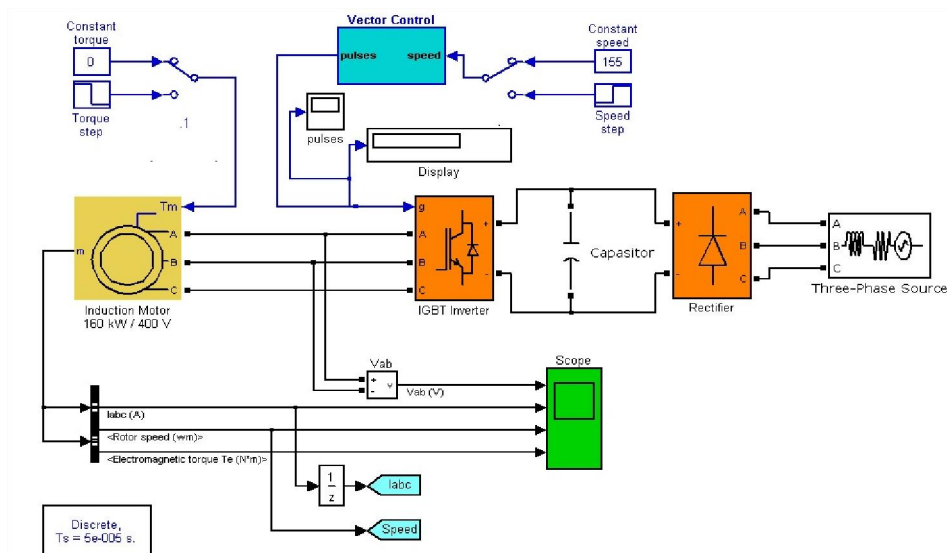 Vector Control
pulses
speed
Constant
torque
0
Torque
step
.1
Constant
speed
155
Speed
step
pulses
Display
Tm
m
A
B
C
Induction Motor
160 kW / 400 V
g
A
B
C
+
-
IGBT Inverter
Capasitor
+
-
A
B
C
Rectifier
A
B
C
Three-Phase Source
Vab
+
-
v
Vab (V)
Scope
Iabc (A)
<Rotor speed (wm)>
<Electromagnetic torque Te (N*m)>
1
z
Iabc
Speed
Discrete,
Ts = 5e-005 s.